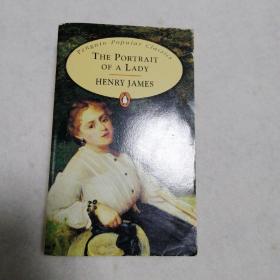 Penguin Popular Classics
THE PORTRAIT
OF A LADY
HENRY JAMES